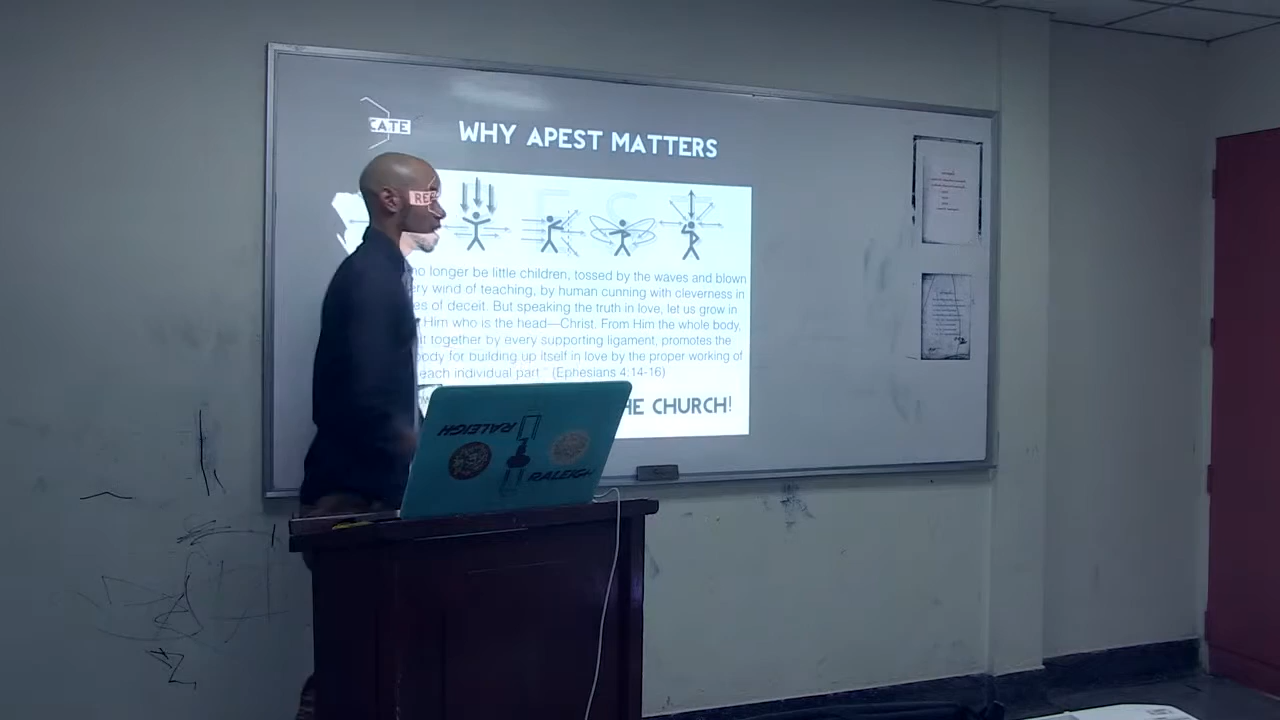 CATE
WHY APEST MATTERS
no longer be little children, tossed by the waves and blown
ery wind of teaching, by human cunning with cleverness in
es of deceit. But speaking the truth in love, let us grow in
Him who is the head—Christ. From Him the whole body,
it together by every supporting ligament, promotes the
body for building up itself in love by the proper working of
each individual part." (Ephesians 4:14-16)
HE CHURCH!
RALEIGH
RALEIGH